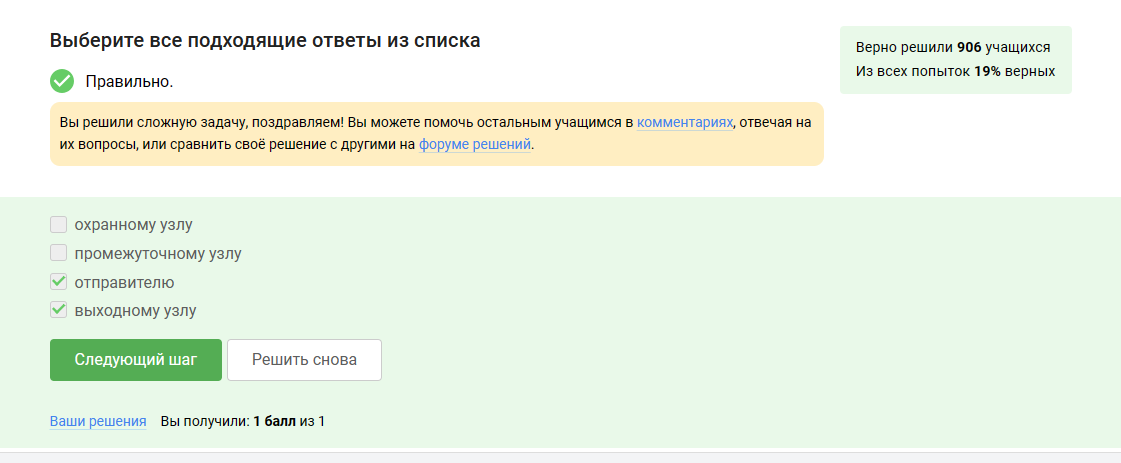 Выберите все подходящие ответы из списка
Верно решили 906 учащихся
Из всех попыток 19% верных
Правильно.
Вы решили сложную задачу, поздравляем! Вы можете помочь остальным учащимся в комментариях, отвечая на
их вопросы, или сравнить своё решение с другими на форуме решений.
охранному узлу
промежуточному узлу
отправителю
выходному узлу
Следующий шаг
Решить снова
Ваши решения Вы получили: 1 балл из 1